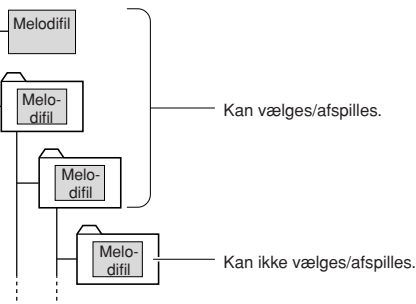 Melodifil
Melo-
difil
Kan vælges/afspilles.
Melo-
difil
Melo-
difil
Kan ikke vælges/afspilles.